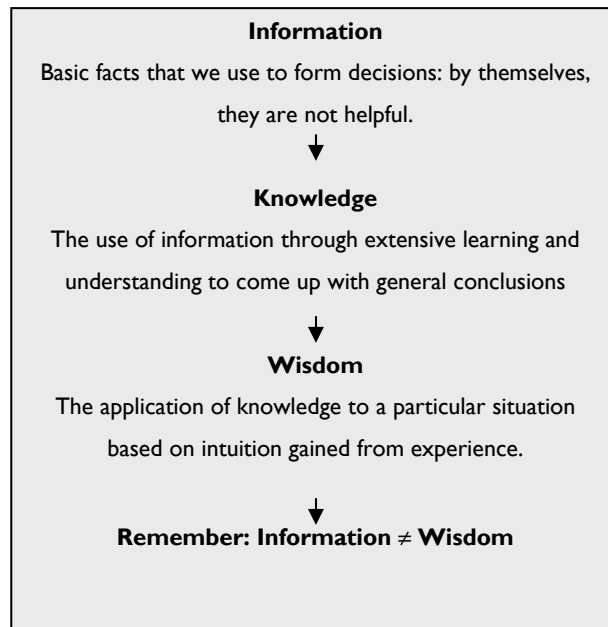 Information
Basic facts that we use to form decisions: by themselves,
they are not helpful.
Knowledge
The use of information through extensive learning and
understanding to come up with general conclusions
Wisdom
The application of knowledge to a particular situation
based on intuition gained from experience.
Remember: Information ≠ Wisdom